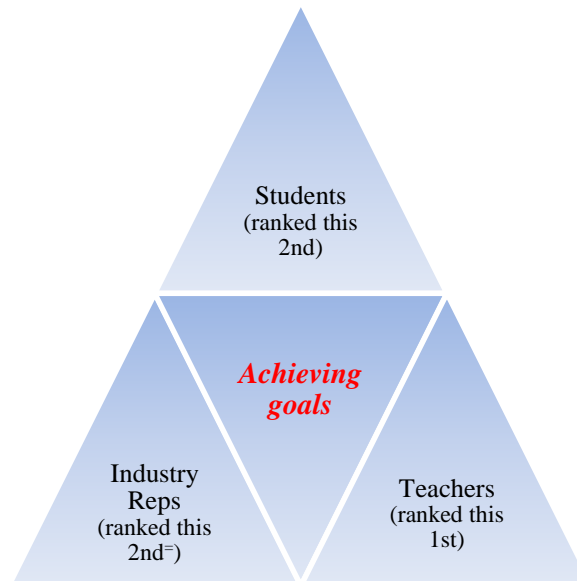 Students
(ranked this
2nd)
Achieving
goals
Industry
Reps
(ranked this
2nd=)
Teachers
(ranked this
1st)